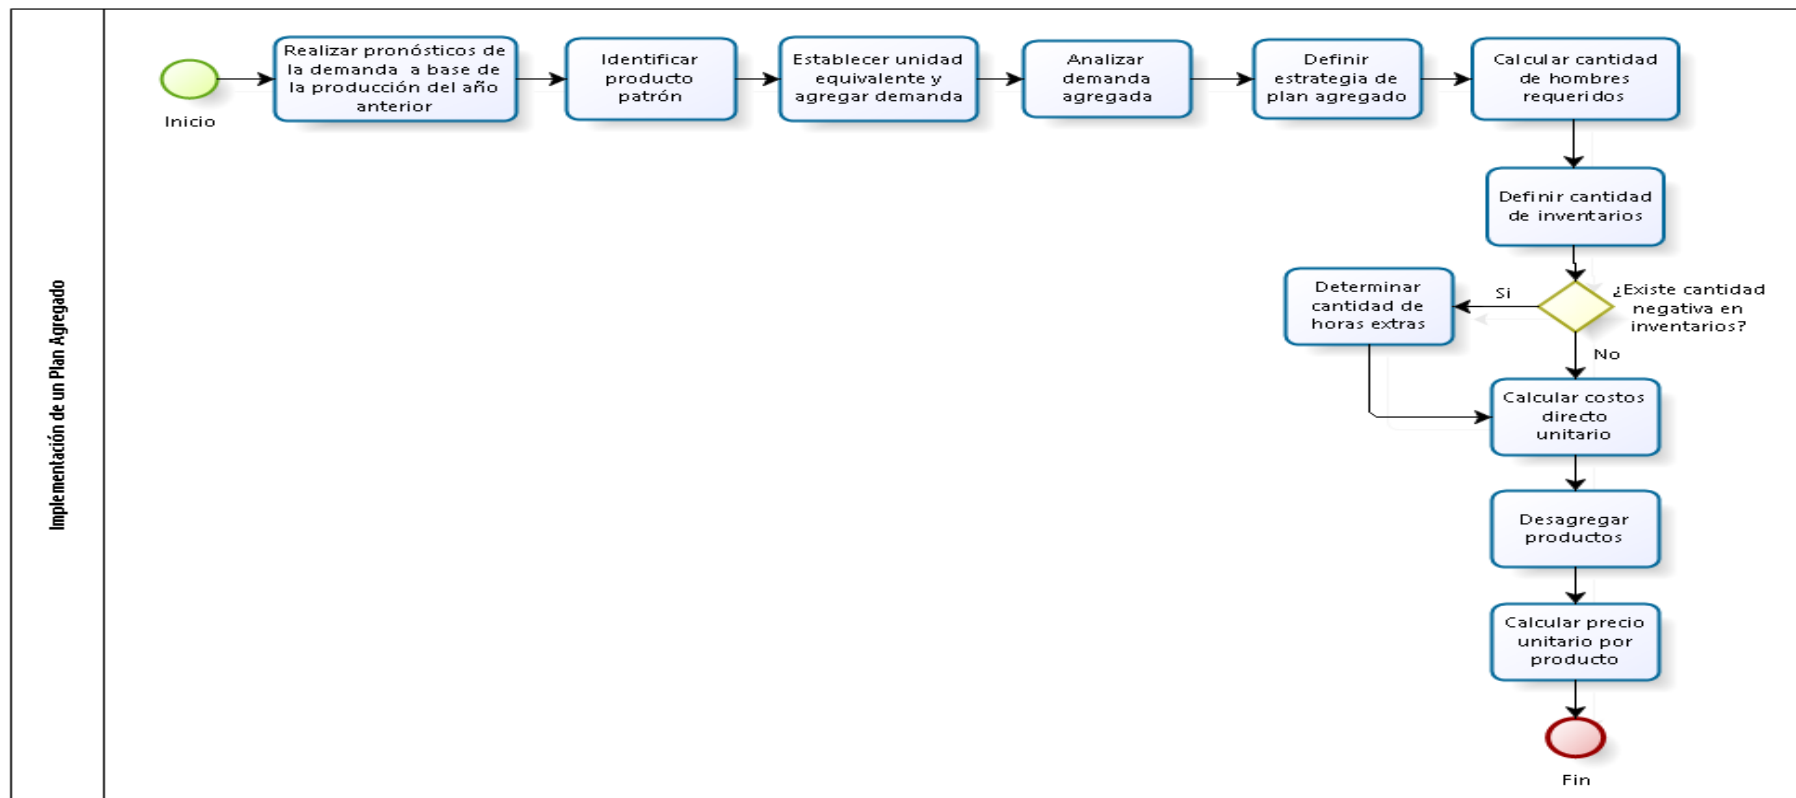 Implementación de un Plan Agregado
Inicio
Realizar pronósticos de
la demanda a base de
la producción del año
anterior
Identificar
producto
patrón
Establecer unidad
equivalente y
agregar demanda
Analizar
demanda
agregada
Definir
estrategia de
plan agregado
Calcular cantidad
de hombres
requeridos
Definir cantidad
de inventarios
¿Existe cantidad
negativa en
inventarios?
Si
Determinar
cantidad de
horas extras
No
Calcular costos
directo
unitario
Desagregar
productos
Calcular precio
unitario por
producto
Fin